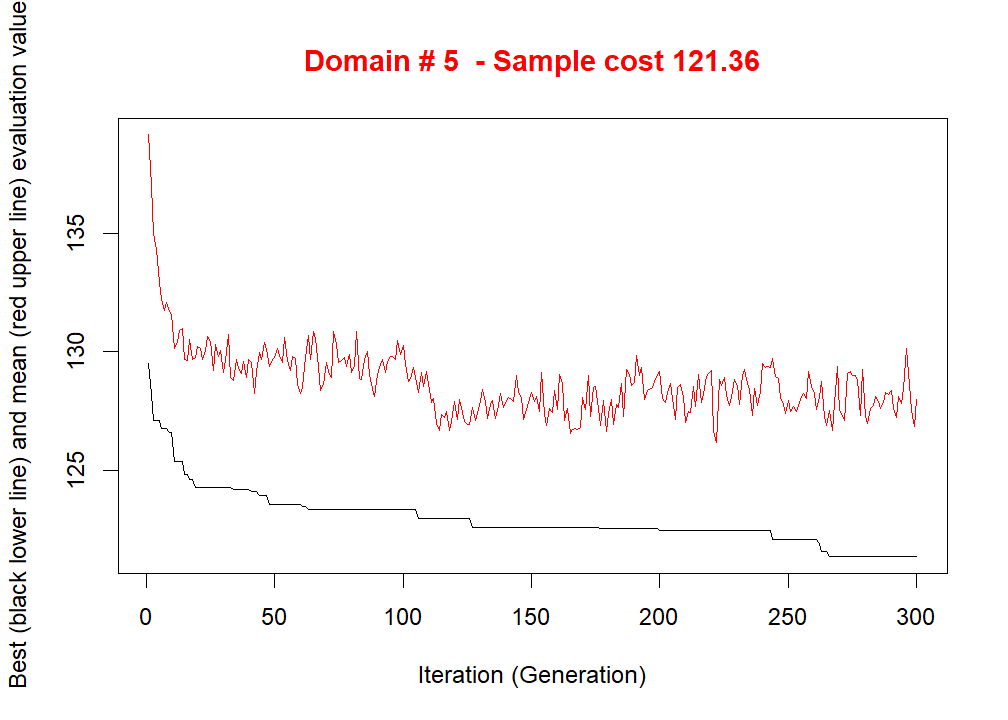 Domain # 5  - Sample cost 121.36
Best (black lower line) and mean (red upper line) evaluation value
135
130
125
0 50 100 150 200 250 300
Iteration (Generation)